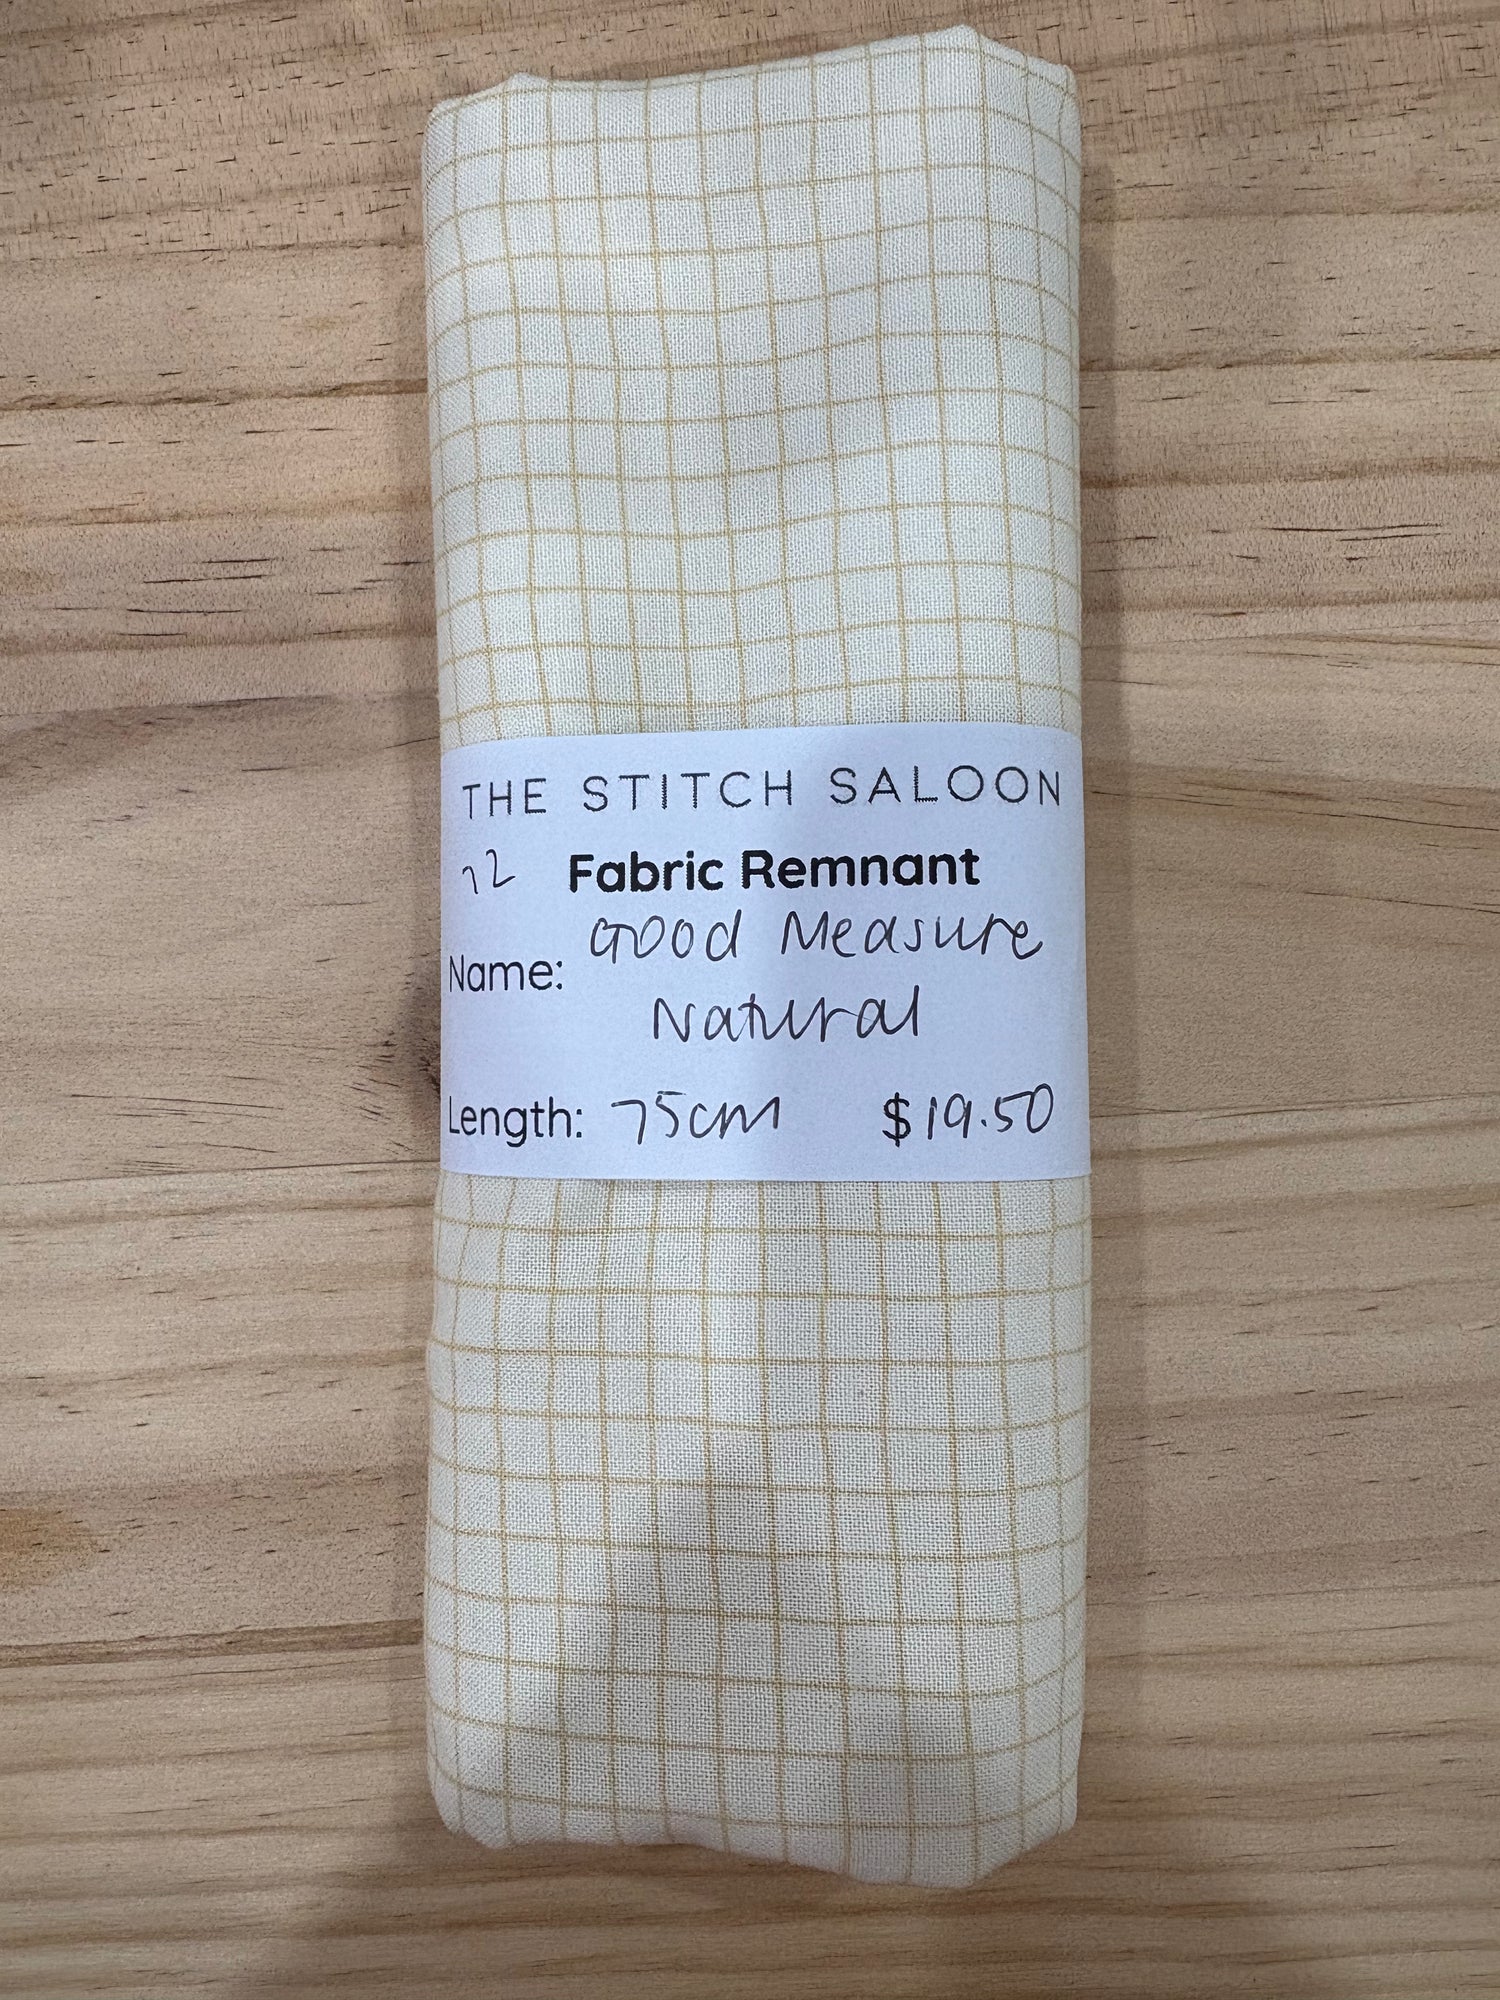 THE STITCH SALOON
72 Fabric Remnant
Good Measure
Name:
Natural
Length: 75cm $19.50